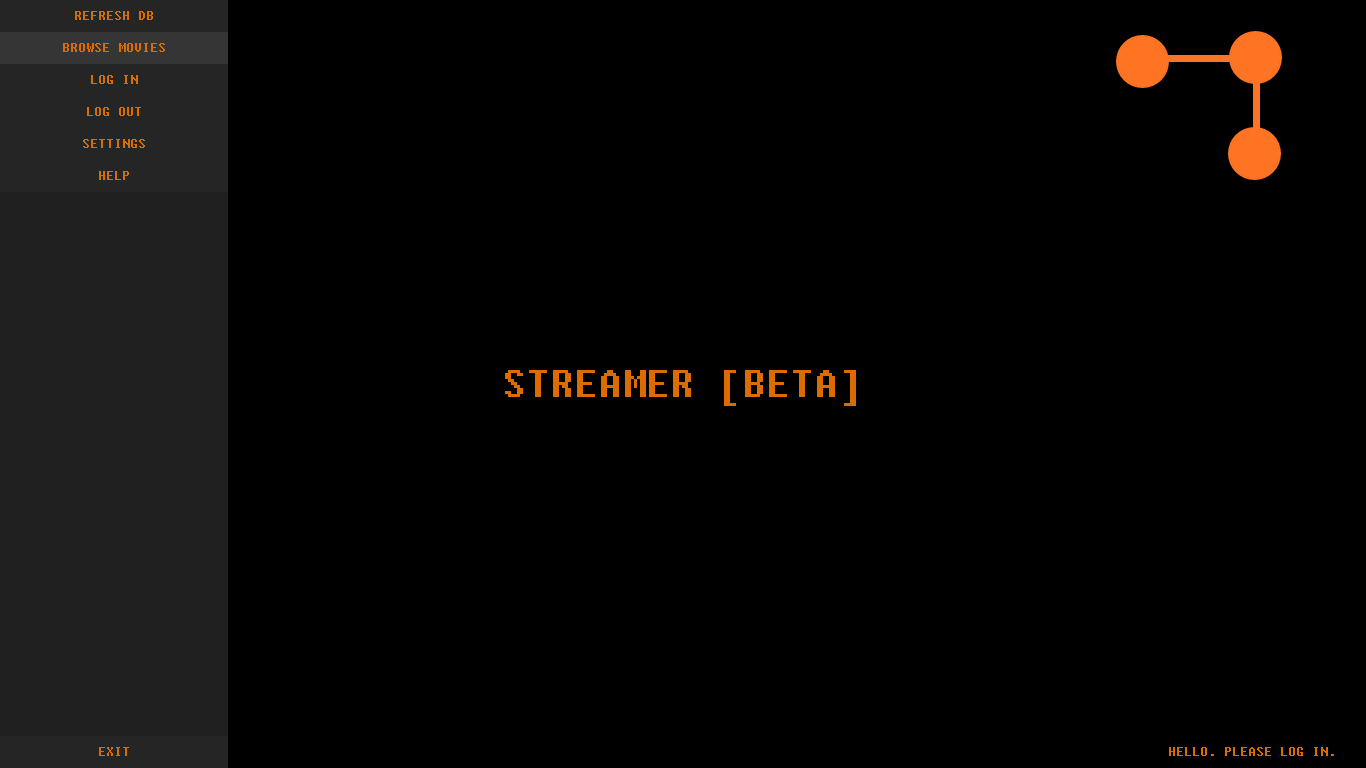 REFRESH DB
BROWSE MOVIES
LOG IN
LOG OUT
SETTINGS
HELP
STREAMER [BETA]
EXIT
HELLO. PLEASE LOG IN.